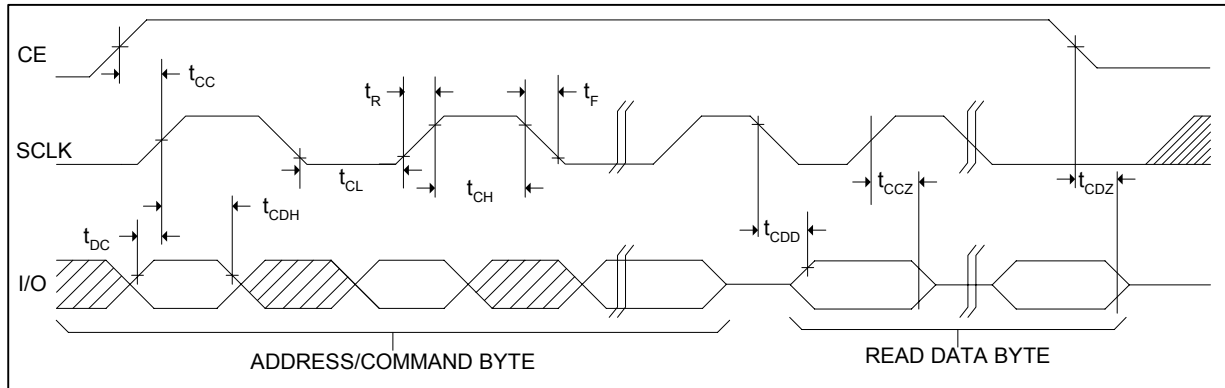 CE
tCC
tR
tF
SCLK
tCL
tCH
tCCZ
tCDZ
tCDH
tDC
tCDD
I/O
ADDRESS/COMMAND BYTE
READ DATA BYTE